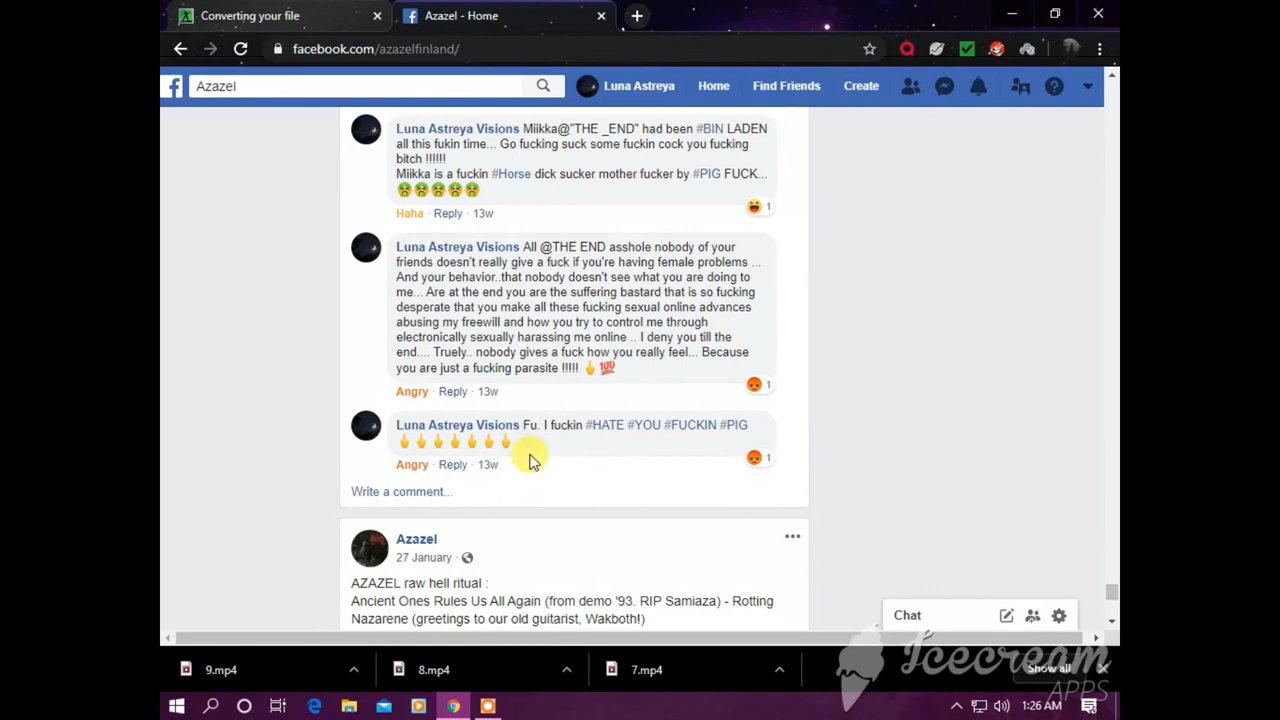 Converting your file
Azazel - Home
facebook.com/azazelfinland/
Azazel
Luna Astreya
Home
Find Friends
Create
Luna Astreya Visions Miikka@"THE _END" had been #BIN LADEN
all this fukin time... Go fucking suck some fuckin cock you fucking
bitch !!!!!!
Miikka is a fuckin #Horse dick sucker mother fucker by #PIG FUCK...
🤮🤮🤮🤮🤮
Haha · Reply · 13w
1
Luna Astreya Visions All @THE END asshole nobody of your
friends doesn't really give a fuck if you're having female problems ...
And your behavior..that nobody doesn't see what you are doing to
me... Are at the end you are the suffering bastard that is so fucking
desperate that you make all these fucking sexual online advances
abusing my freewill and how you try to control me through
electronically sexually harassing me online .. I deny you till the
end.... Truely.. nobody gives a fuck how you really feel... Because
you are just a fucking parasite !!!!! 🖕💯
Angry · Reply · 13w
1
Luna Astreya Visions Fu. I fuckin #HATE #YOU #FUCKIN #PIG
🖕🖕🖕🖕🖕🖕🖕
Angry · Reply · 13w
1
Write a comment...
Azazel
27 January ·
AZAZEL raw hell ritual :
Ancient Ones Rules Us All Again (from demo '93. RIP Samiaza) - Rotting
Nazarene (greetings to our old guitarist, Wakboth!)
Chat
9.mp4
8.mp4
7.mp4
Show all
Icecream
APPS
1:26 AM